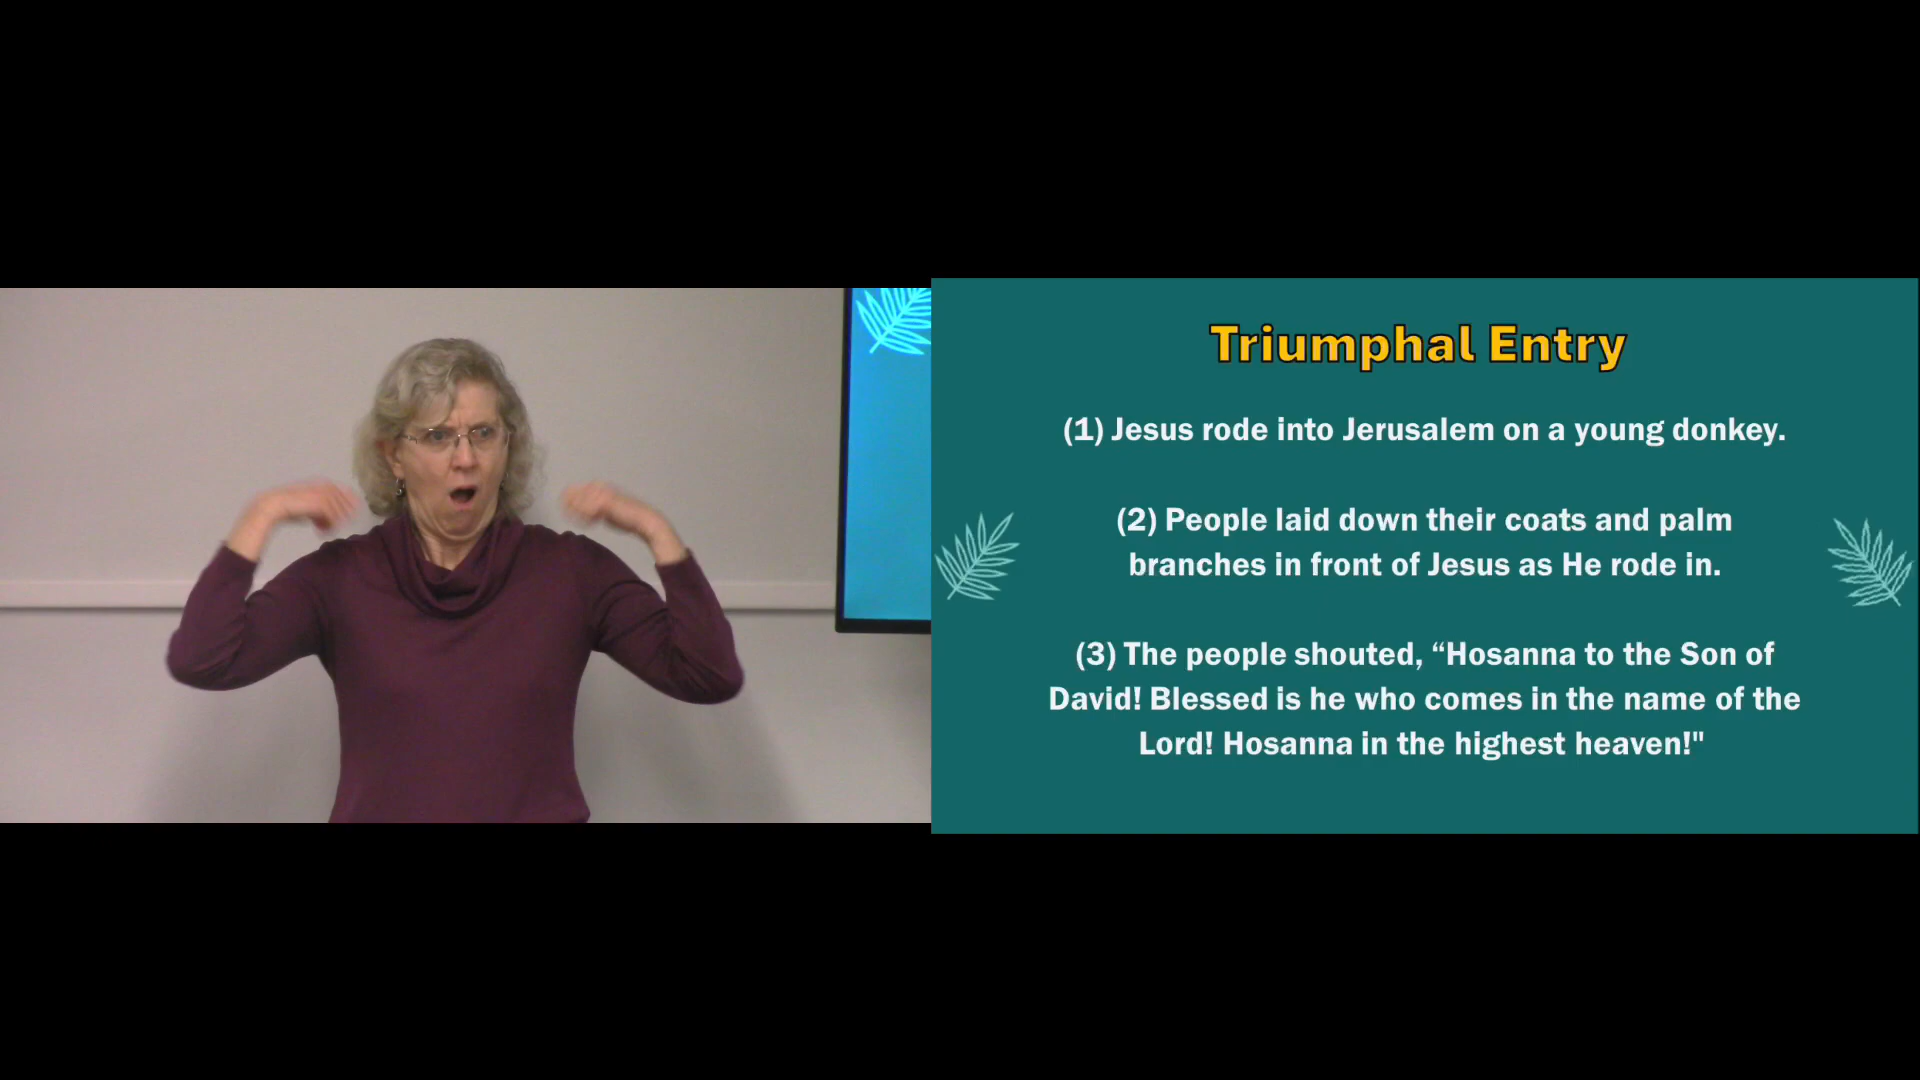 Triumphal Entry
(1) Jesus rode into Jerusalem on a young donkey.
(2) People laid down their coats and palm
branches in front of Jesus as He rode in.
(3) The people shouted, “Hosanna to the Son of
David! Blessed is he who comes in the name of the
Lord! Hosanna in the highest heaven!"